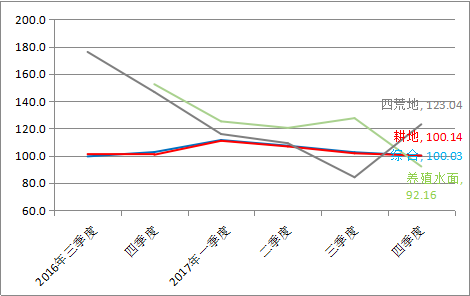 200.0
180.0
160.0
140.0
120.0
100.0
80.0
60.0
四荒地, 123.04
耕地, 100.14
综合, 100.03
养殖水面,
92.16
2016年三季度
四季度
2017年一季度
二季度
三季度
四季度